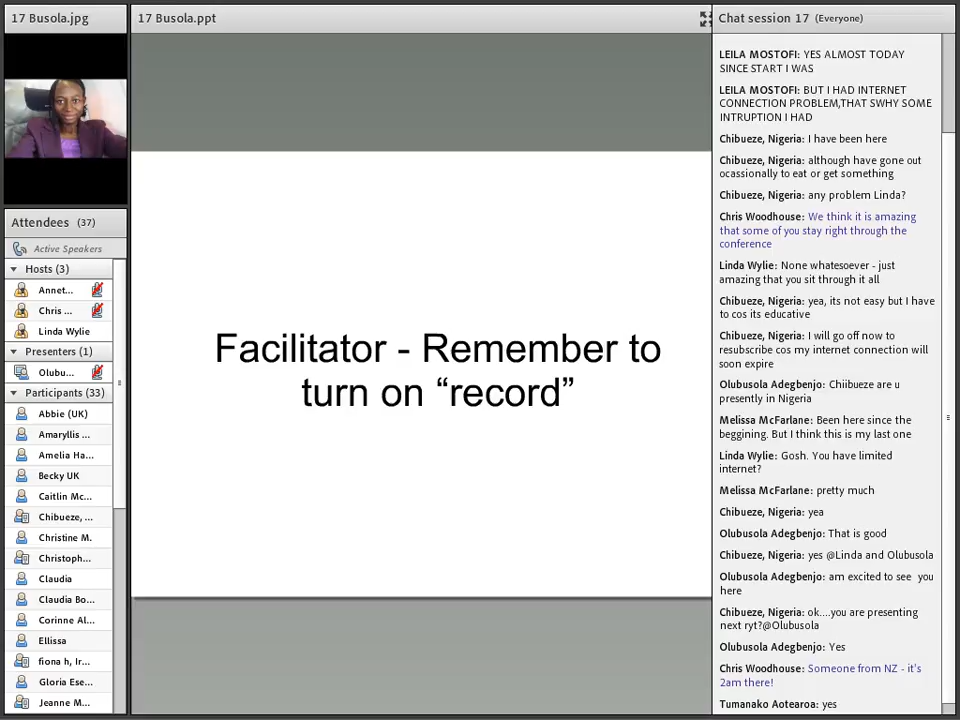 17 Busola.jpg
17 Busola.ppt
Chat session 17 (Everyone)
Attendees (37)
Active Speakers
Hosts (3)
Annet...
Chris ...
Linda Wylie
Presenters (1)
Olubu...
Participants (33)
Abbie (UK)
Amaryllis ...
Amelia Ha...
Becky UK
Caitlin Mc...
Chibueze, ...
Christine M.
Christoph...
Claudia
Claudia Bo...
Corinne Al...
Ellissa
fiona h, Ir...
Gloria Ese...
Jeanne M...
Facilitator - Remember to
turn on “record”
LEILA MOSTOFI: YES ALMOST TODAY
SINCE START I WAS
LEILA MOSTOFI: BUT I HAD INTERNET
CONNECTION PROBLEM,THAT SWHY SOME
INTRUPTION I HAD
Chibueze, Nigeria: I have been here
Chibueze, Nigeria: although have gone out
ocassionally to eat or get something
Chibueze, Nigeria: any problem Linda?
Chris Woodhouse: We think it is amazing
that some of you stay right through the
conference
Linda Wylie: None whatesoever - just
amazing that you sit through it all
Chibueze, Nigeria: yea, its not easy but I have
to cos its educative
Chibueze, Nigeria: I will go off now to
resubscribe cos my internet connection will
soon expire
Olubusola Adegbenjo: Chiibueze are u
presently in Nigeria
Melissa McFarlane: Been here since the
beggining. But I think this is my last one
Linda Wylie: Gosh. You have limited
internet?
Melissa McFarlane: pretty much
Chibueze, Nigeria: yea
Olubusola Adegbenjo: That is good
Chibueze, Nigeria: yes @Linda and Olubusola
Olubusola Adegbenjo: am excited to see you
here
Chibueze, Nigeria: ok....you are presenting
next ryt?@Olubusola
Olubusola Adegbenjo: Yes
Chris Woodhouse: Someone from NZ - it's
2am there!
Tumanako Aotearoa: yes